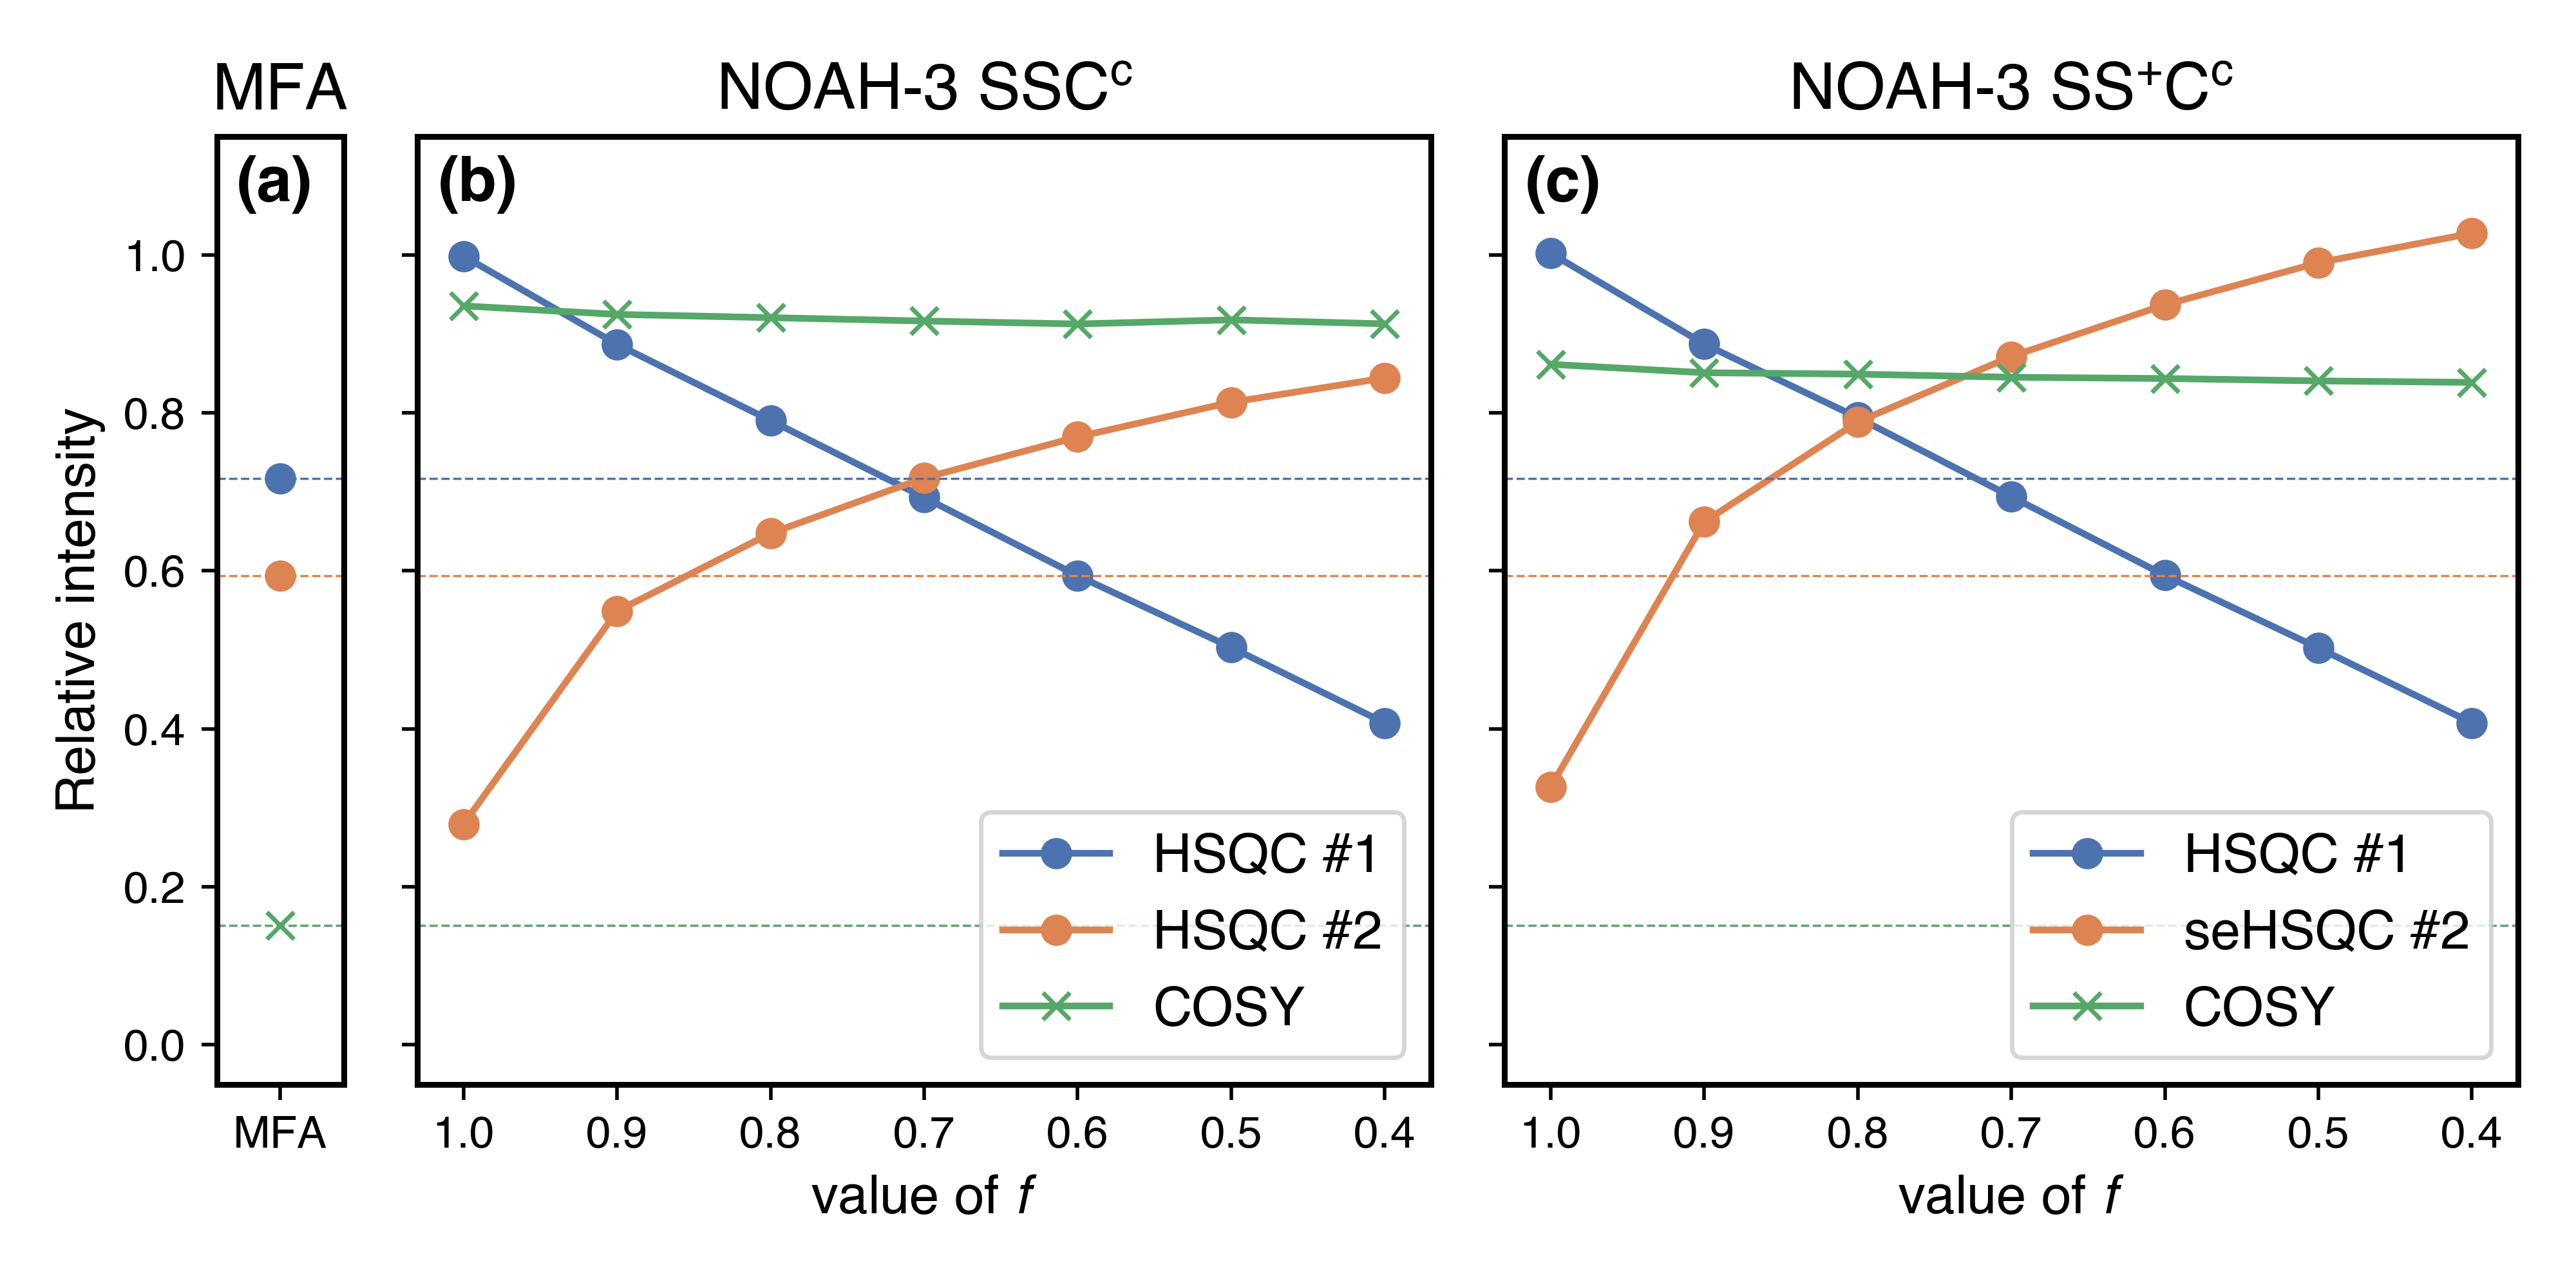 MFA
NOAH-3 SSCᶜ
NOAH-3 SS⁺Cᶜ
(a)
(b)
(c)
Relative intensity
1.0
0.8
0.6
0.4
0.2
0.0
MFA
1.0 0.9 0.8 0.7 0.6 0.5 0.4
value of f
HSQC #1
HSQC #2
COSY
1.0 0.9 0.8 0.7 0.6 0.5 0.4
value of f
HSQC #1
seHSQC #2
COSY